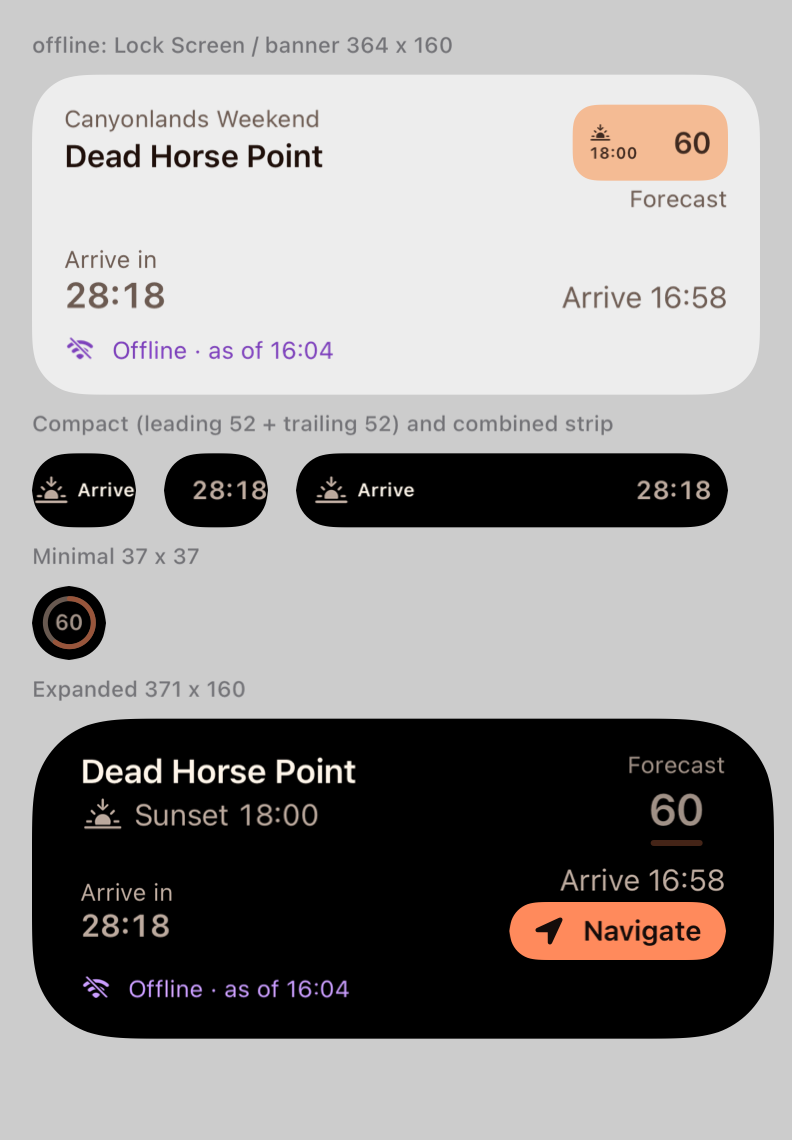 offline: Lock Screen / banner 364 x 160
Canyonlands Weekend
Dead Horse Point
18:00
60
Forecast
Arrive in
28:18
Arrive 16:58
Offline · as of 16:04
Compact (leading 52 + trailing 52) and combined strip
Arrive
28:18
Arrive
28:18
Minimal 37 x 37
60
Expanded 371 x 160
Dead Horse Point
Sunset 18:00
Forecast
60
Arrive in
28:18
Arrive 16:58
Navigate
Offline · as of 16:04